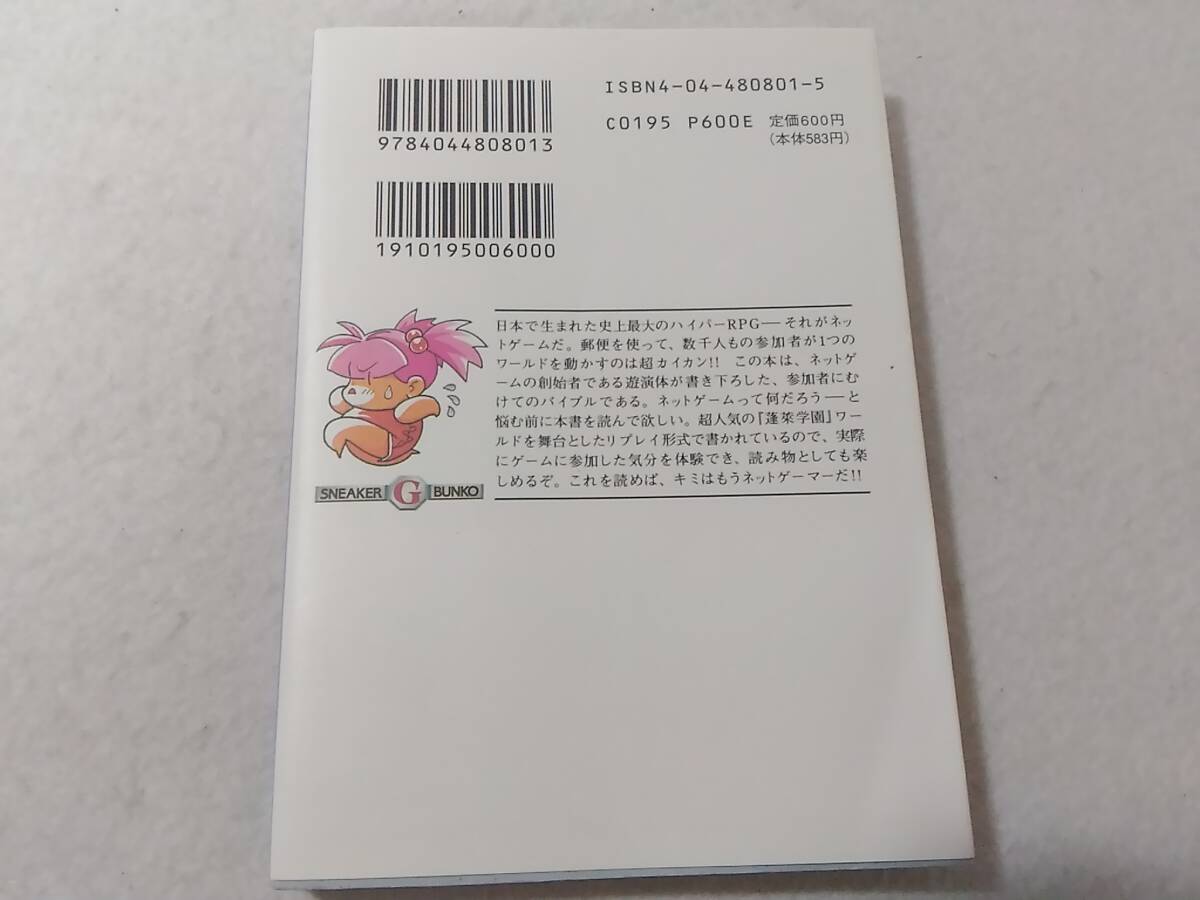 ISBN4-04-480801-5
C0195 P600E 定価600円
(本体583円)
9784044808013
1910195006000
日本で生まれた史上最大のハイパーRPG―それがネッ
トゲームだ。郵便を使って、数千人もの参加者が1つの
ワールドを動かすのは超カイカン!! この本は、ネットゲ
ームの創始者である遊演体が書き下ろした、参加者にむ
けてのバイブルである。ネットゲームって何だろう―と
悩む前に本書を読んで欲しい。超人気の『蓬萊学園』ワー
ルドを舞台としたリプレイ形式で書かれているので、実際
にゲームに参加した気分を体験でき、読み物としても楽
しめるぞ。これを読めば、キミはもうネットゲーマーだ!!
SNEAKER G BUNKO